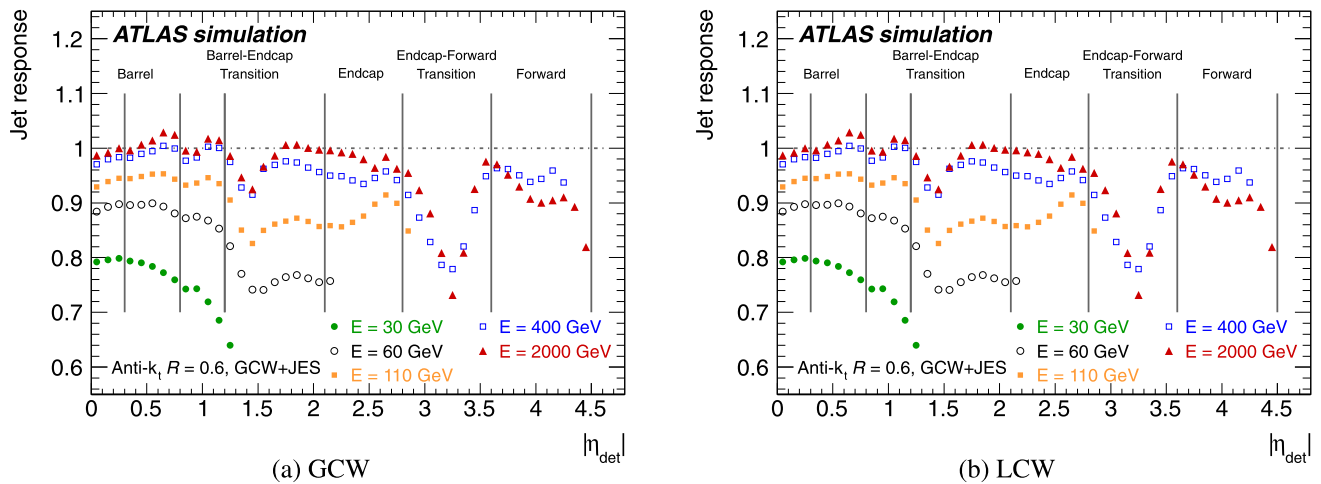 Jet response
ATLAS simulation
Barrel
Barrel-Endcap
Transition
Endcap
Endcap-Forward
Transition
Forward
1.2
1.1
1
0.9
0.8
0.7
0.6
E = 30 GeV
E = 60 GeV
E = 110 GeV
E = 400 GeV
E = 2000 GeV
Anti-kt R = 0.6, GCW+JES
0 0.5 1 1.5 2 2.5 3 3.5 4 4.5
|ηdet|
(a) GCW
Jet response
ATLAS simulation
Barrel
Barrel-Endcap
Transition
Endcap
Endcap-Forward
Transition
Forward
1.2
1.1
1
0.9
0.8
0.7
0.6
E = 30 GeV
E = 60 GeV
E = 110 GeV
E = 400 GeV
E = 2000 GeV
Anti-kt R = 0.6, GCW+JES
0 0.5 1 1.5 2 2.5 3 3.5 4 4.5
|ηdet|
(b) LCW